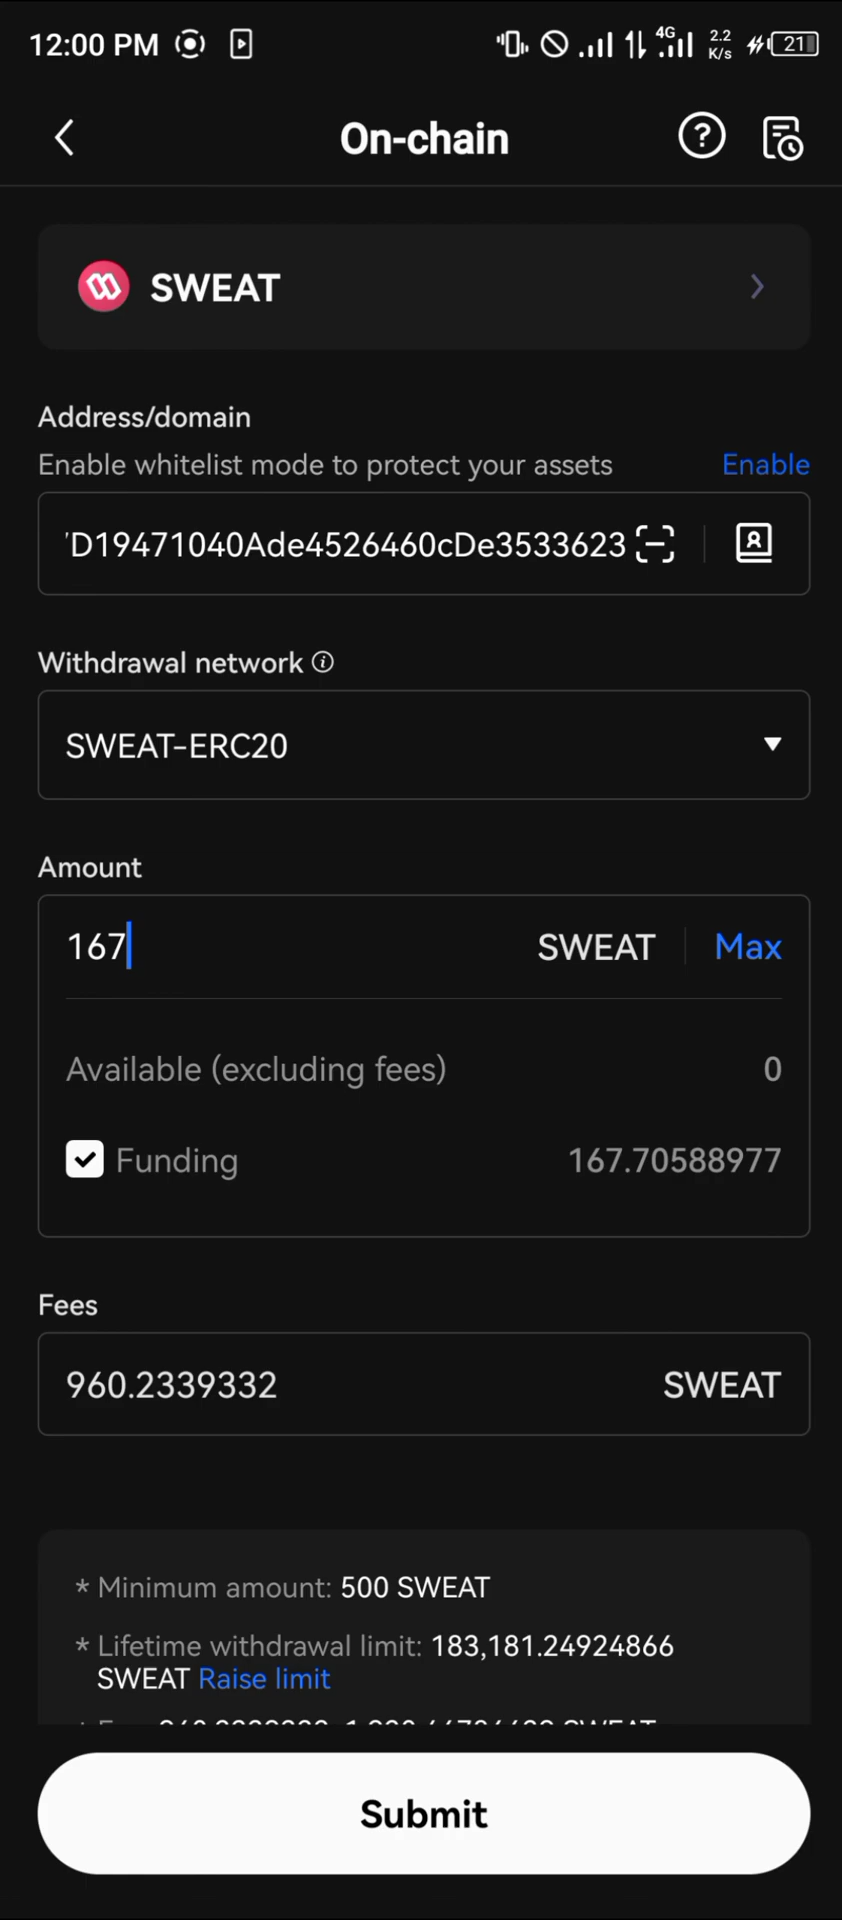 12:00 PM 4G 2.2 K/s 21
On-chain
SWEAT
Address/domain
Enable whitelist mode to protect your assets Enable
D19471040Ade4526460cDe3533623
Withdrawal network
SWEAT-ERC20
Amount
167 SWEAT Max
Available (excluding fees) 0
Funding 167.70588977
Fees
960.2339332 SWEAT
* Minimum amount: 500 SWEAT
* Lifetime withdrawal limit: 183,181.24924866
SWEAT Raise limit
Submit